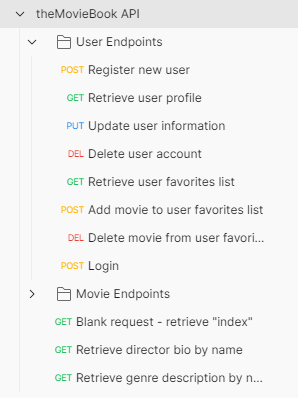 theMovieBook API
User Endpoints
POST Register new user
GET Retrieve user profile
PUT Update user information
DEL Delete user account
GET Retrieve user favorites list
POST Add movie to user favorites list
DEL Delete movie from user favori...
POST Login
Movie Endpoints
GET Blank request - retrieve "index"
GET Retrieve director bio by name
GET Retrieve genre description by n...